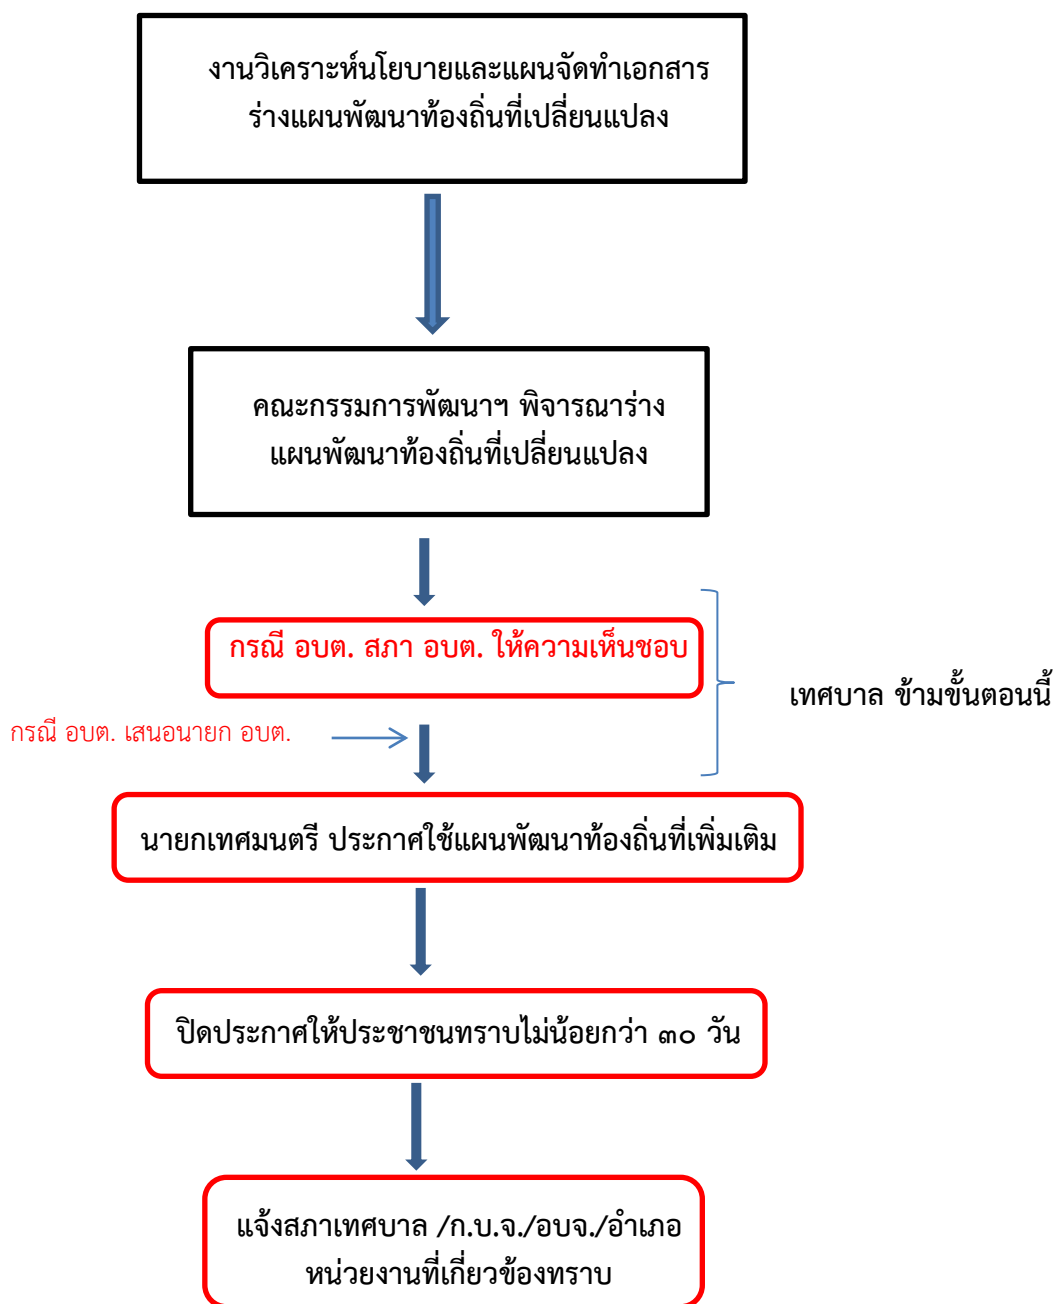 งานวิเคราะห์นโยบายและแผนจัดทำเอกสาร
ร่างแผนพัฒนาท้องถิ่นที่เปลี่ยนแปลง
คณะกรรมการพัฒนาฯ พิจารณาร่าง
แผนพัฒนาท้องถิ่นที่เปลี่ยนแปลง
กรณี อบต. สภา อบต. ให้ความเห็นชอบ
เทศบาล ข้ามขั้นตอนนี้
กรณี อบต. เสนอนายก อบต.
นายกเทศมนตรี ประกาศใช้แผนพัฒนาท้องถิ่นที่เพิ่มเติม
ปิดประกาศให้ประชาชนทราบไม่น้อยกว่า ๓๐ วัน
แจ้งสภาเทศบาล /ก.บ.จ./อบจ./อำเภอ
หน่วยงานที่เกี่ยวข้องทราบ